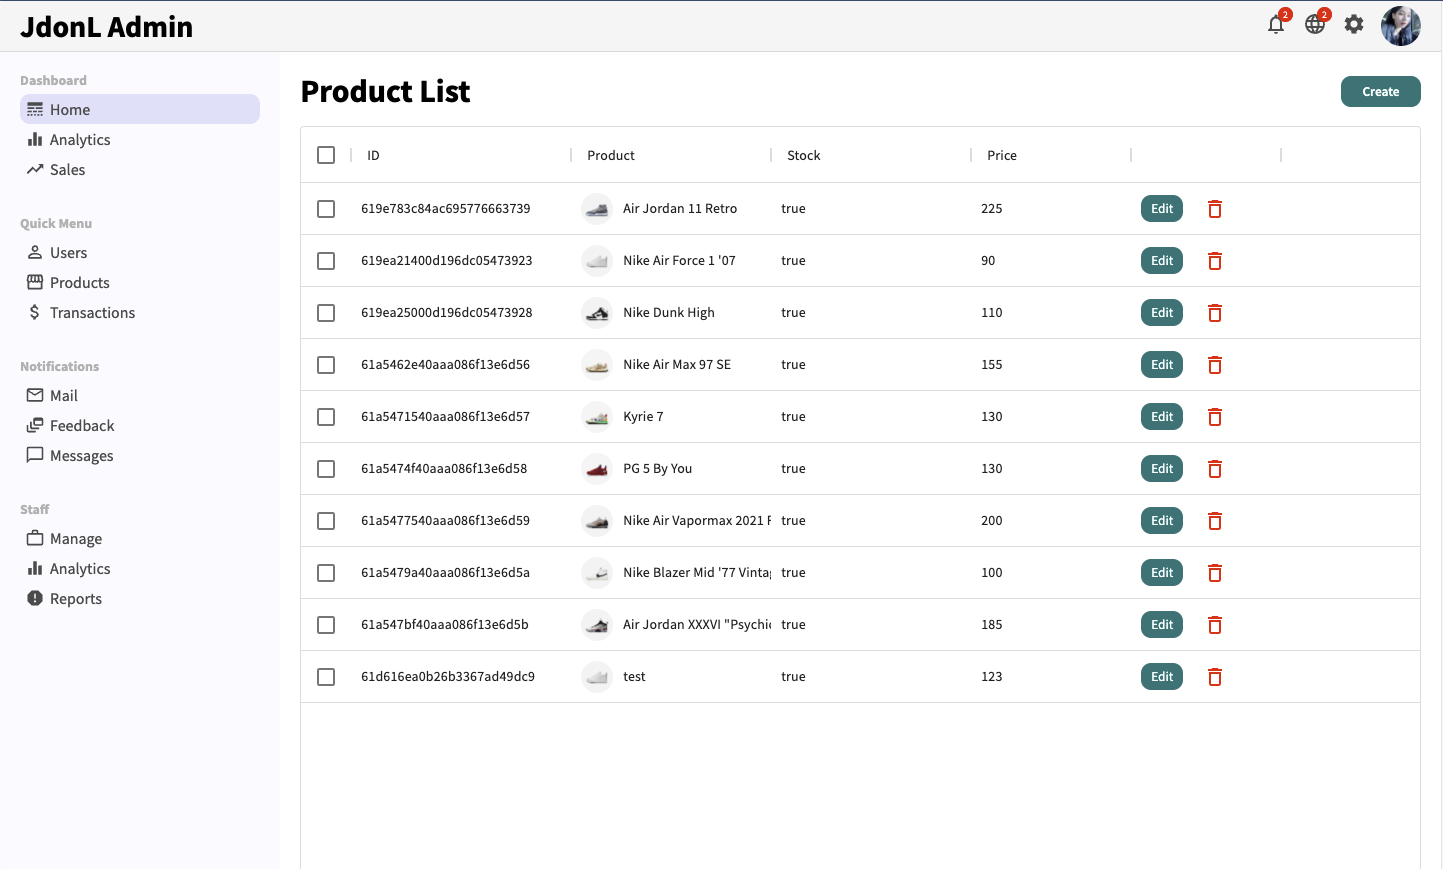 JdonL Admin
2
2
Dashboard
Home
Analytics
Sales
Quick Menu
Users
Products
Transactions
Notifications
Mail
Feedback
Messages
Staff
Manage
Analytics
Reports
Product List
Create
ID Product Stock Price
619e783c84ac695776663739 Air Jordan 11 Retro true 225 Edit
619ea21400d196dc05473923 Nike Air Force 1 '07 true 90 Edit
619ea25000d196dc05473928 Nike Dunk High true 110 Edit
61a5462e40aaa086f13e6d56 Nike Air Max 97 SE true 155 Edit
61a5471540aaa086f13e6d57 Kyrie 7 true 130 Edit
61a5474f40aaa086f13e6d58 PG 5 By You true 130 Edit
61a5477540aaa086f13e6d59 Nike Air Vapormax 2021 F true 200 Edit
61a5479a40aaa086f13e6d5a Nike Blazer Mid '77 Vinta true 100 Edit
61a547bf40aaa086f13e6d5b Air Jordan XXXVI "Psychic true 185 Edit
61d616ea0b26b3367ad49dc9 test true 123 Edit